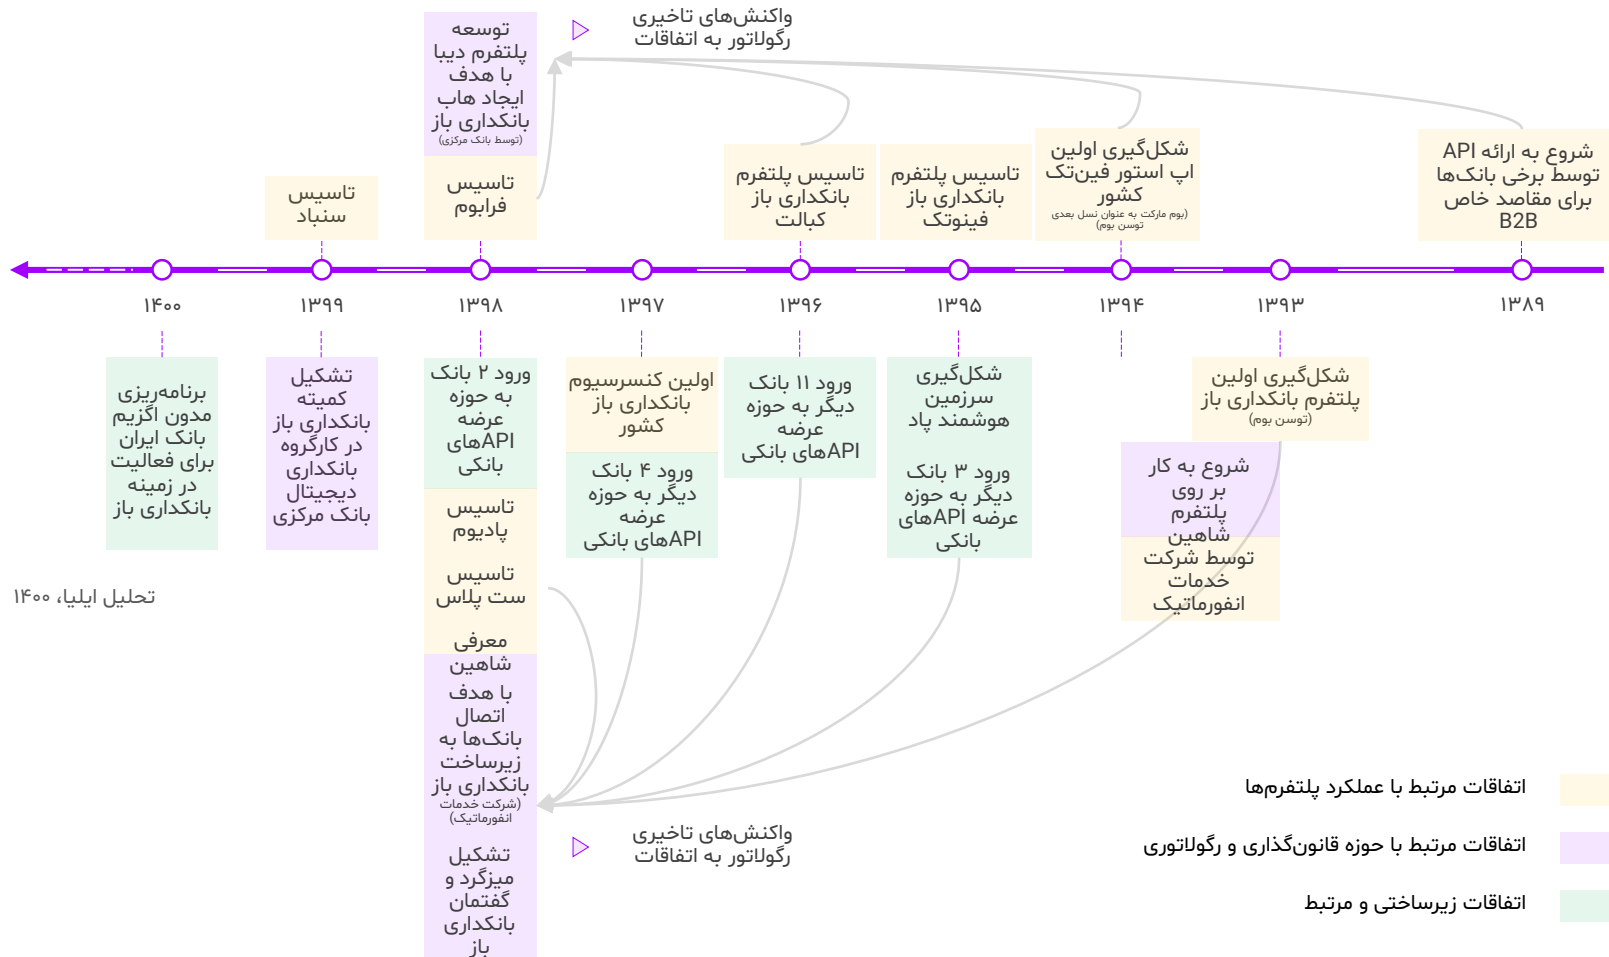 واکنش‌های تاخیری
رگولاتور به اتفاقات
توسعه
پلتفرم دیبا
با هدف
ایجاد هاب
بانکداری باز
(توسط بانک مرکزی)
شروع به ارائه API
توسط برخی بانک‌ها
برای مقاصد خاص
B2B
شکل‌گیری اولین
اپ استور فین‌تک
کشور
(بوم مارکت به عنوان نسل بعدی
توسن بوم)
تاسیس پلتفرم
بانکداری باز
فینوتک
تاسیس پلتفرم
بانکداری باز
کبالت
تاسیس
فرابوم
تاسیس
سنباد
۱۳۸۹
۱۳۹۳
۱۳۹۴
۱۳۹۵
۱۳۹۶
۱۳۹۷
۱۳۹۸
۱۳۹۹
۱۴۰۰
شکل‌گیری اولین
پلتفرم بانکداری باز
(توسن بوم)
شروع به کار
بر روی
پلتفرم
شاهین
توسط شرکت
خدمات
انفورماتیک
شکل‌گیری
سرزمین
هوشمند پاد
ورود ۳ بانک
دیگر به حوزه
عرضه APIهای
بانکی
ورود ۱۱ بانک
دیگر به حوزه
عرضه
APIهای بانکی
اولین کنسرسیوم
بانکداری باز
کشور
ورود ۴ بانک
دیگر به حوزه
عرضه
APIهای بانکی
ورود ۲ بانک
به حوزه
عرضه
APIهای
بانکی
تاسیس
پادیوم
تاسیس
ست پلاس
معرفی
شاهین
با هدف
اتصال
بانک‌ها به
زیرساخت
بانکداری باز
(شرکت خدمات
انفورماتیک)
تشکیل
میزگرد و
گفتمان
بانکداری
باز
تشکیل
کمیته
بانکداری باز
در کارگروه
بانکداری
دیجیتال
بانک مرکزی
برنامه‌ریزی
مدون اگزیم
بانک ایران
برای فعالیت
در زمینه
بانکداری باز
تحلیل ایلیا، ۱۴۰۰
واکنش‌های تاخیری
رگولاتور به اتفاقات
اتفاقات مرتبط با عملکرد پلتفرم‌ها
اتفاقات مرتبط با حوزه قانون‌گذاری و رگولاتوری
اتفاقات زیرساختی و مرتبط